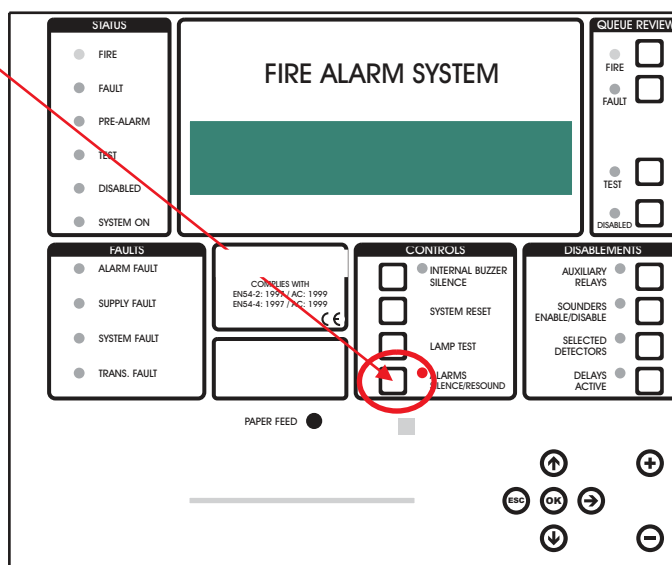 STATUS
FIRE
FAULT
PRE-ALARM
TEST
DISABLED
SYSTEM ON
FIRE ALARM SYSTEM
QUEUE REVIEW
FIRE
FAULT
TEST
DISABLED
FAULTS
ALARM FAULT
SUPPLY FAULT
SYSTEM FAULT
TRANS. FAULT
COMPLIES WITH
EN54-2: 1997 / AC: 1999
EN54-4: 1997 / AC: 1999
CE
CONTROLS
INTERNAL BUZZER
SILENCE
SYSTEM RESET
LAMP TEST
ALARMS
SILENCE/RESOUND
DISABLEMENTS
AUXILIARY
RELAYS
SOUNDERS
ENABLE/DISABLE
SELECTED
DETECTORS
DELAYS
ACTIVE
PAPER FEED
ESC
OK